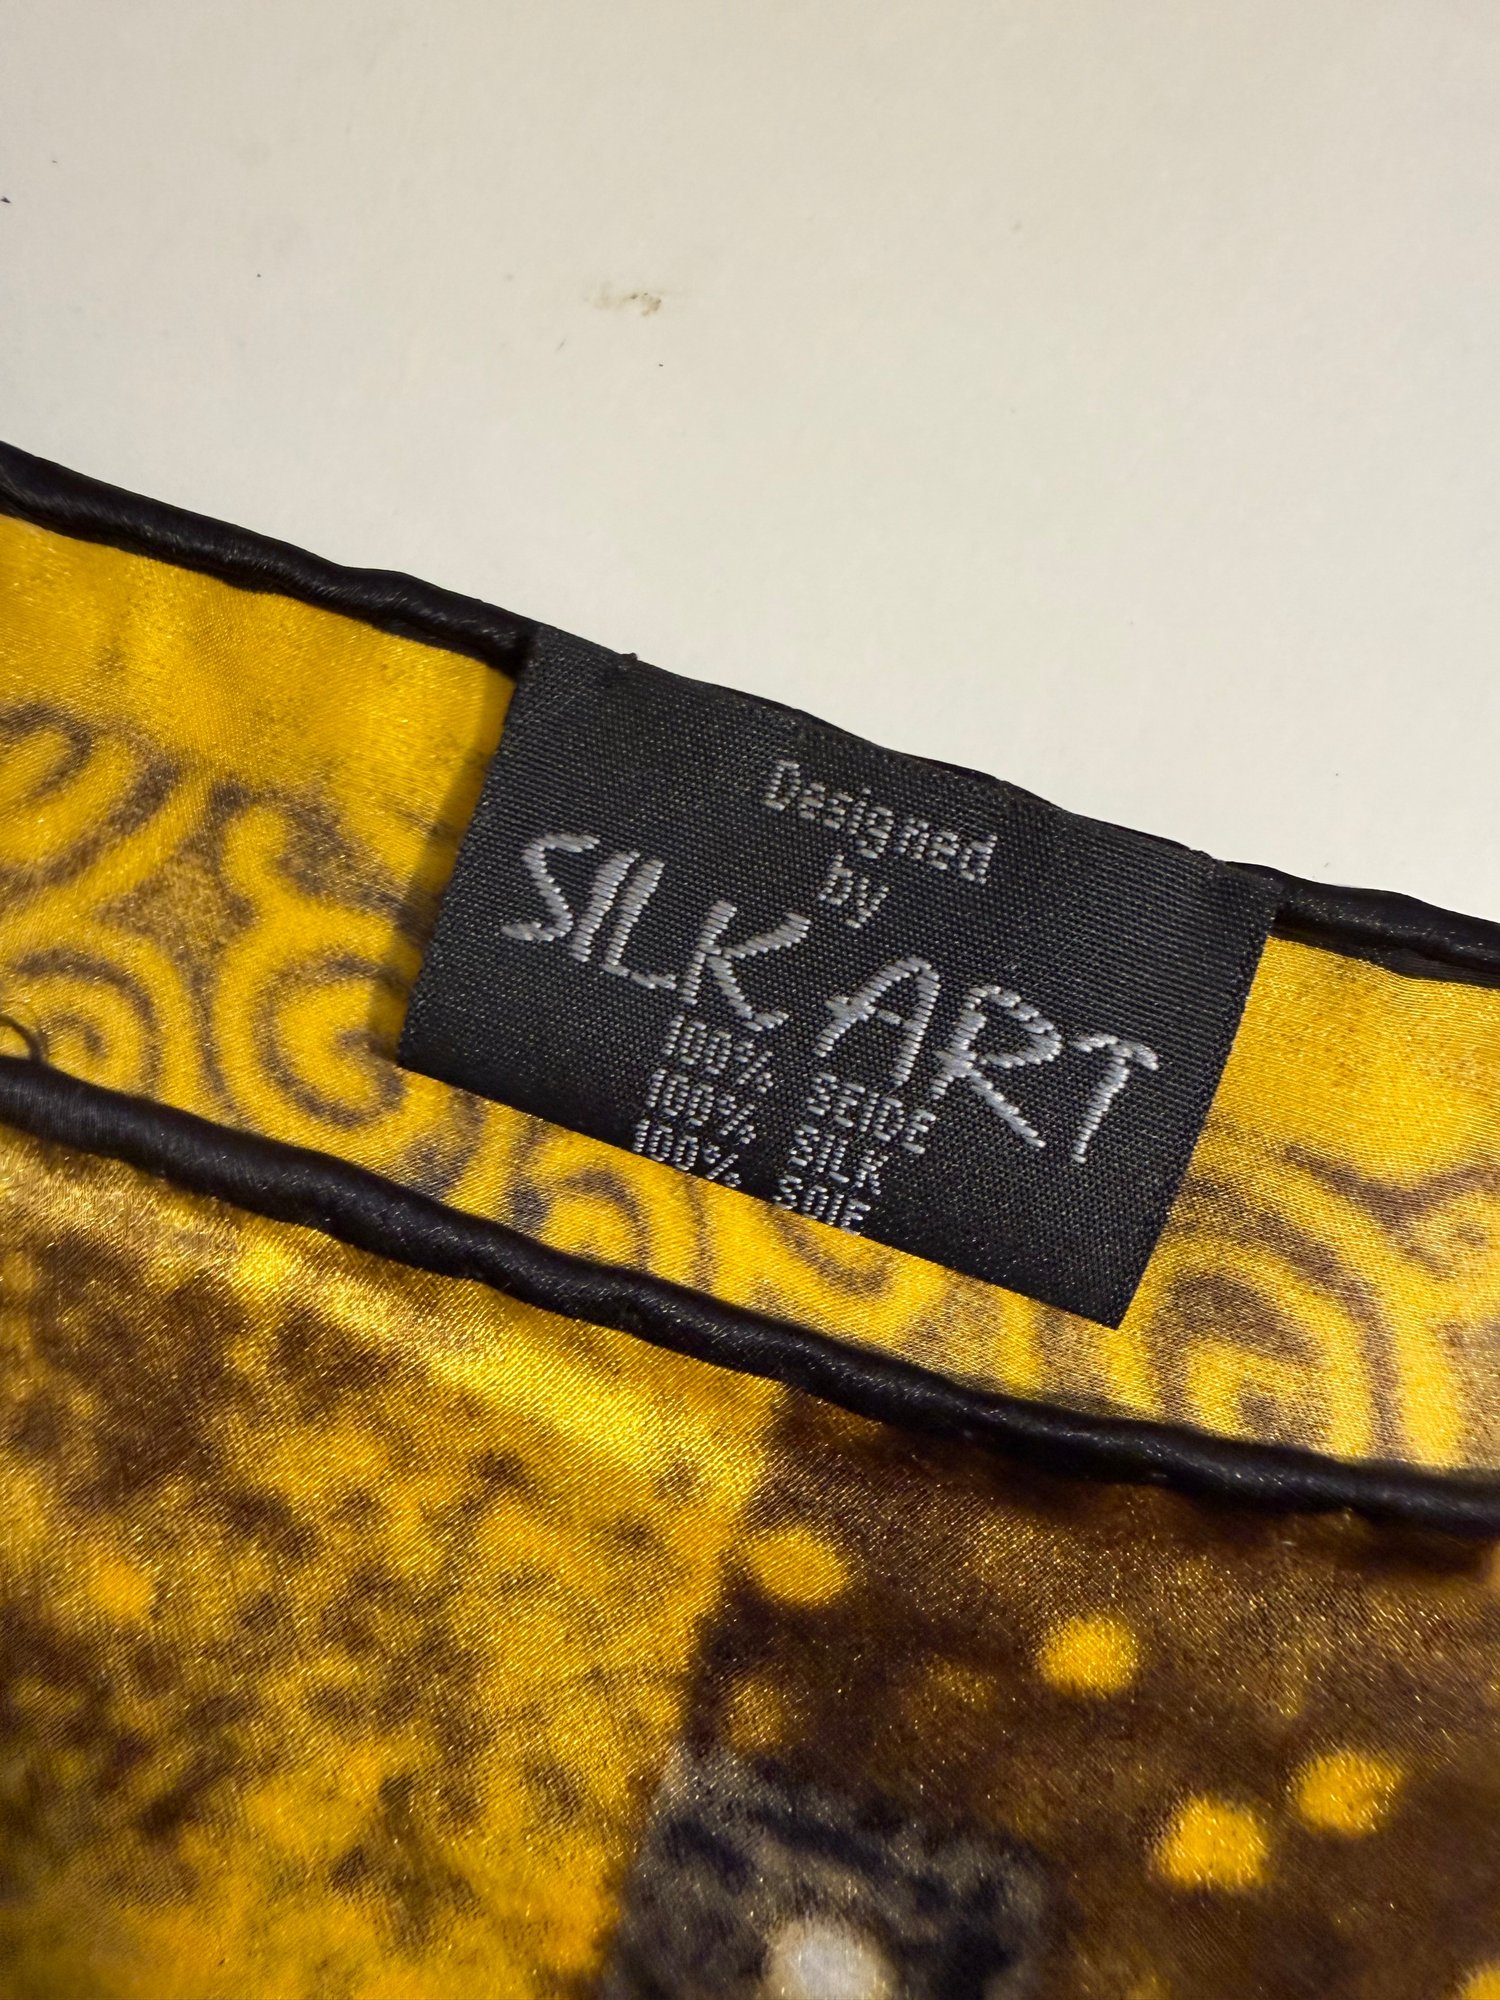 Designed
by
SILK ART
100% SEIDE
100% SILK
100% SOIE